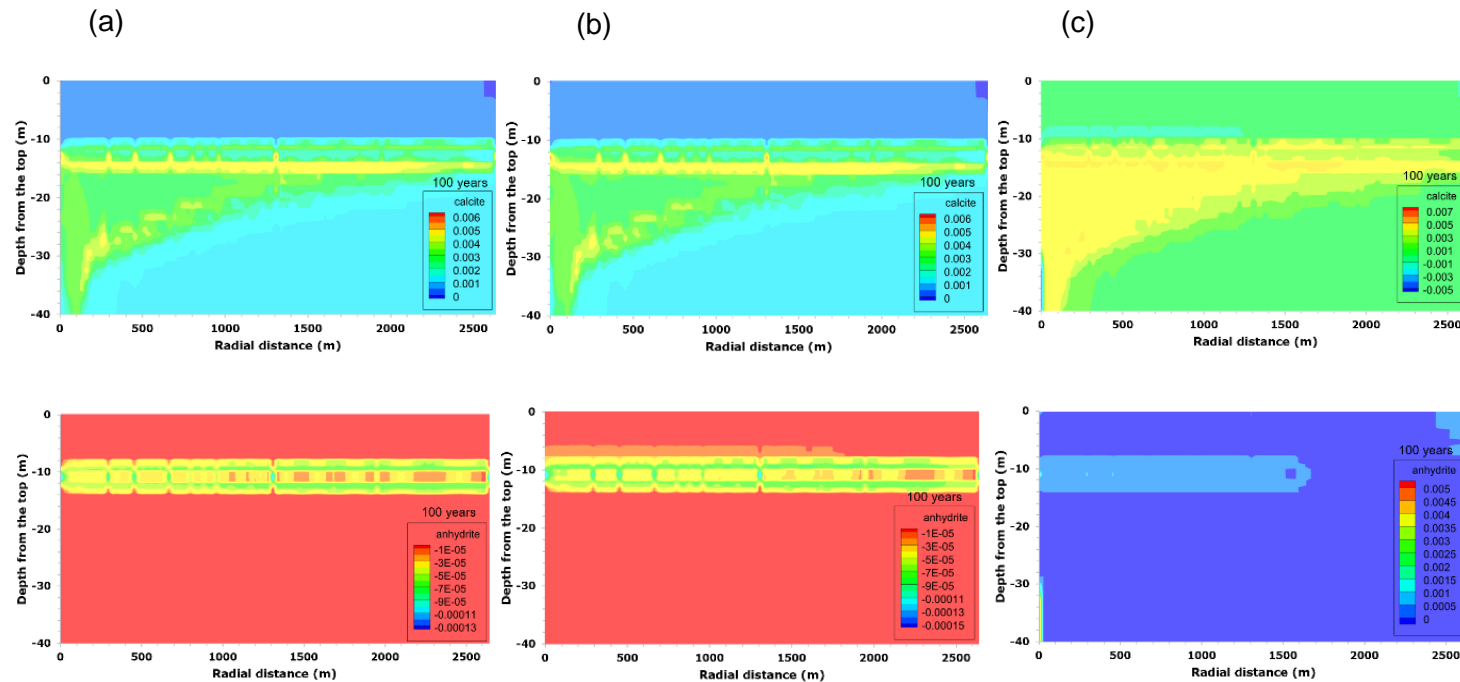 (a)
(b)
(c)
0
-10
-20
-30
-40
Depth from the top (m)
0 500 1000 1500 2000 2500
Radial distance (m)
100 years
calcite
0.006
0.005
0.004
0.003
0.002
0.001
0
0
-10
-20
-30
-40
Depth from the top (m)
0 500 1000 1500 2000 2500
Radial distance (m)
100 years
calcite
0.006
0.005
0.004
0.003
0.002
0.001
0
0
-10
-20
-30
-40
Depth from the top (m)
0 500 1000 1500 2000 2500
Radial distance (m)
100 years
calcite
0.007
0.005
0.003
0.001
-0.001
-0.003
-0.005
0
-10
-20
-30
-40
Depth from the top (m)
0 500 1000 1500 2000 2500
Radial distance (m)
100 years
anhydrite
-1E-05
-3E-05
-5E-05
-7E-05
-9E-05
-0.00011
-0.00013
0
-10
-20
-30
-40
Depth from the top (m)
0 500 1000 1500 2000 2500
Radial distance (m)
100 years
anhydrite
-1E-05
-3E-05
-5E-05
-7E-05
-9E-05
-0.00011
-0.00013
-0.00015
0
-10
-20
-30
-40
Depth from the top (m)
0 500 1000 1500 2000 2500
Radial distance (m)
100 years
anhydrite
0.005
0.0045
0.004
0.0035
0.003
0.0025
0.002
0.0015
0.001
0.0005
0